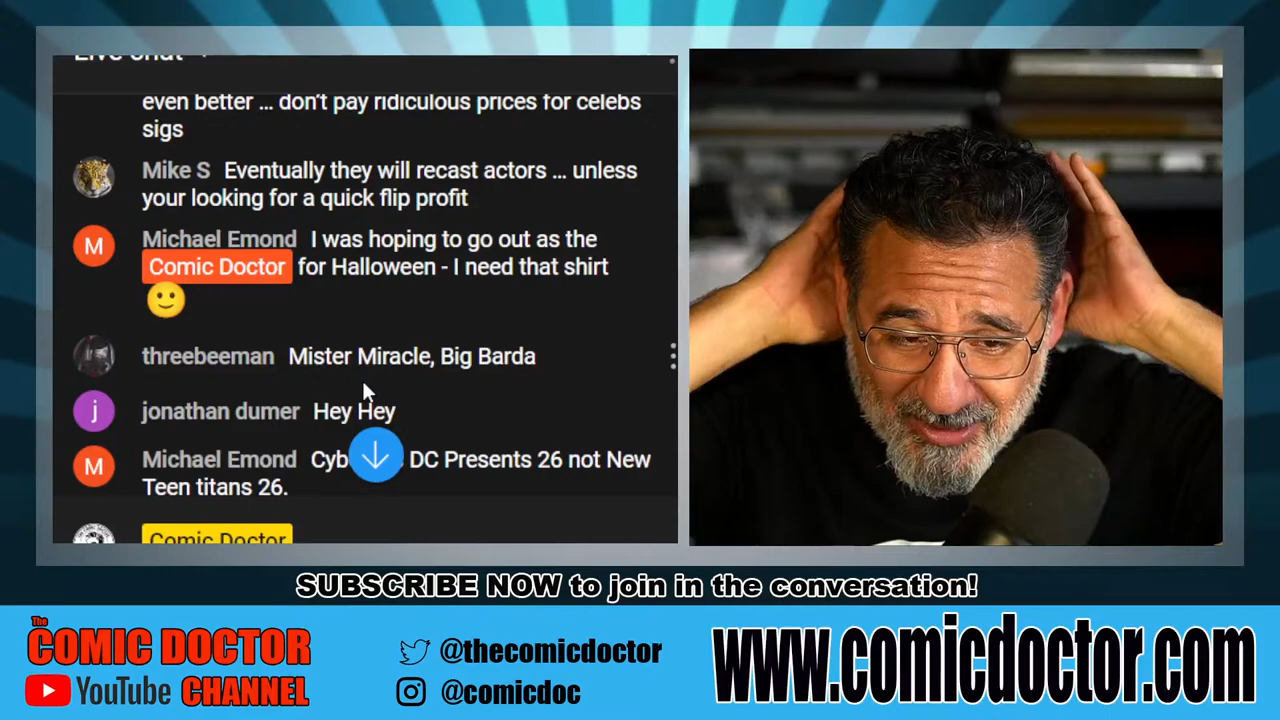 Live chat
even better ... don't pay ridiculous prices for celebs
sigs
Mike S Eventually they will recast actors ... unless
your looking for a quick flip profit
M
Michael Emond I was hoping to go out as the
Comic Doctor for Halloween - I need that shirt
threebeeman Mister Miracle, Big Barda
j
jonathan dumer Hey Hey
M
Michael Emond DC Presents 26 not New
Teen titans 26.
Comic Doctor
SUBSCRIBE NOW to join in the conversation!
The
COMIC DOCTOR
YouTube CHANNEL
@thecomicdoctor
@comicdoc
www.comicdoctor.com